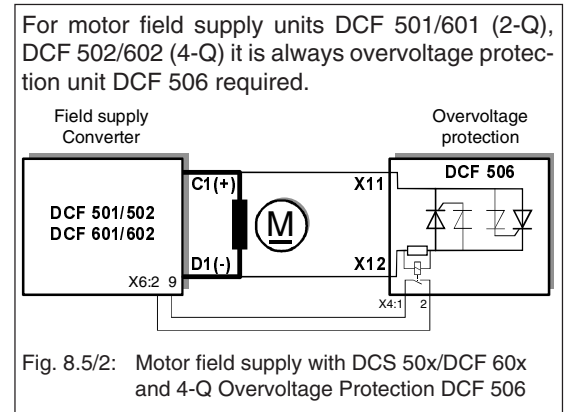 For motor field supply units DCF 501/601 (2-Q),
DCF 502/602 (4-Q) it is always overvoltage protec-
tion unit DCF 506 required.
Field supply
Converter
Overvoltage
protection
DCF 501/502
DCF 601/602
C1(+)
D1(-)
X6:2 9
M
X11
X12
DCF 506
X4:1 2
Fig. 8.5/2: Motor field supply with DCS 50x/DCF 60x
and 4-Q Overvoltage Protection DCF 506